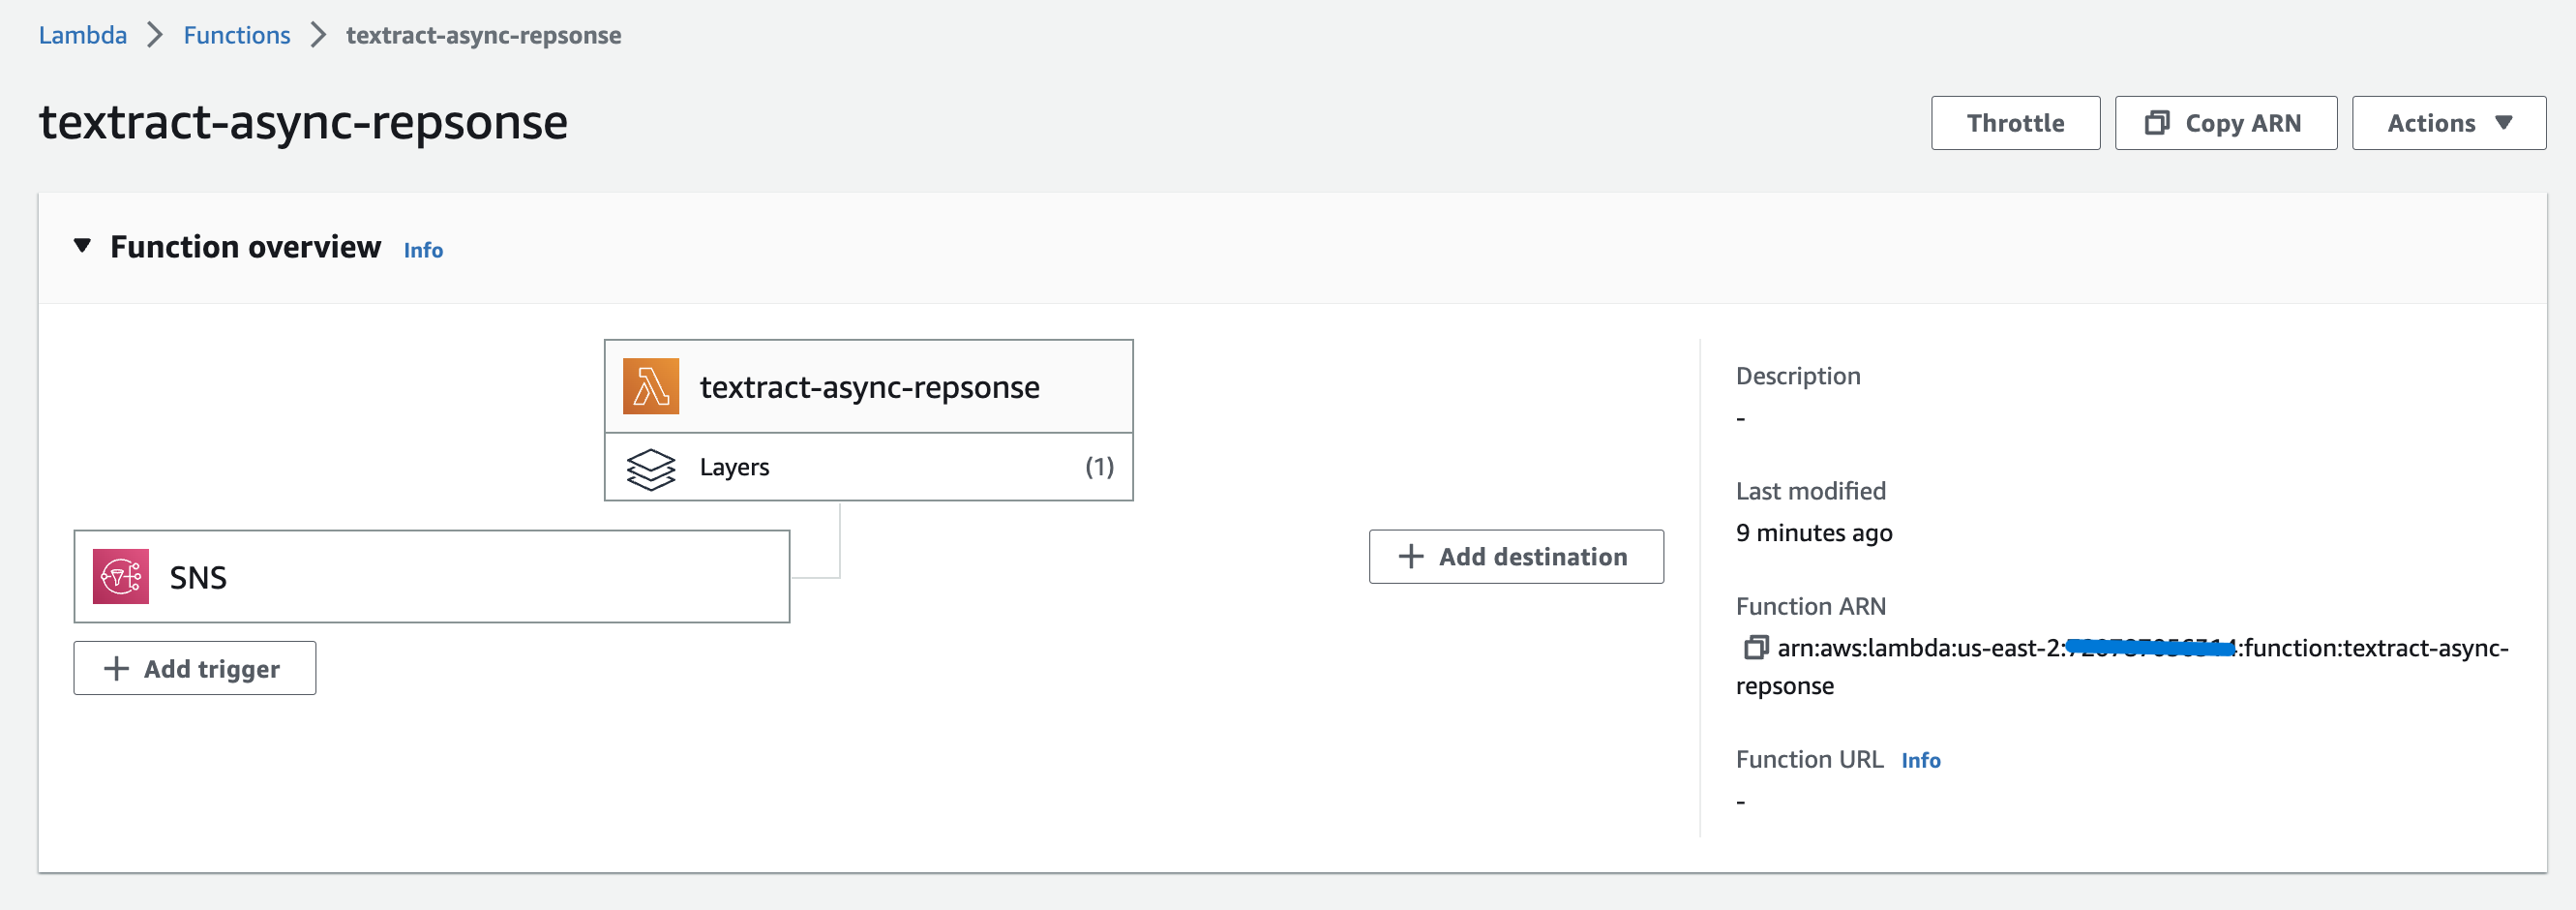 Lambda > Functions > textract-async-repsonse
textract-async-repsonse
Throttle
Copy ARN
Actions ▼
▼ Function overview Info
textract-async-repsonse
Layers (1)
SNS
+ Add trigger
+ Add destination
Description
-
Last modified
9 minutes ago
Function ARN
arn:aws:lambda:us-east-2: :function:textract-async-
repsonse
Function URL Info
-